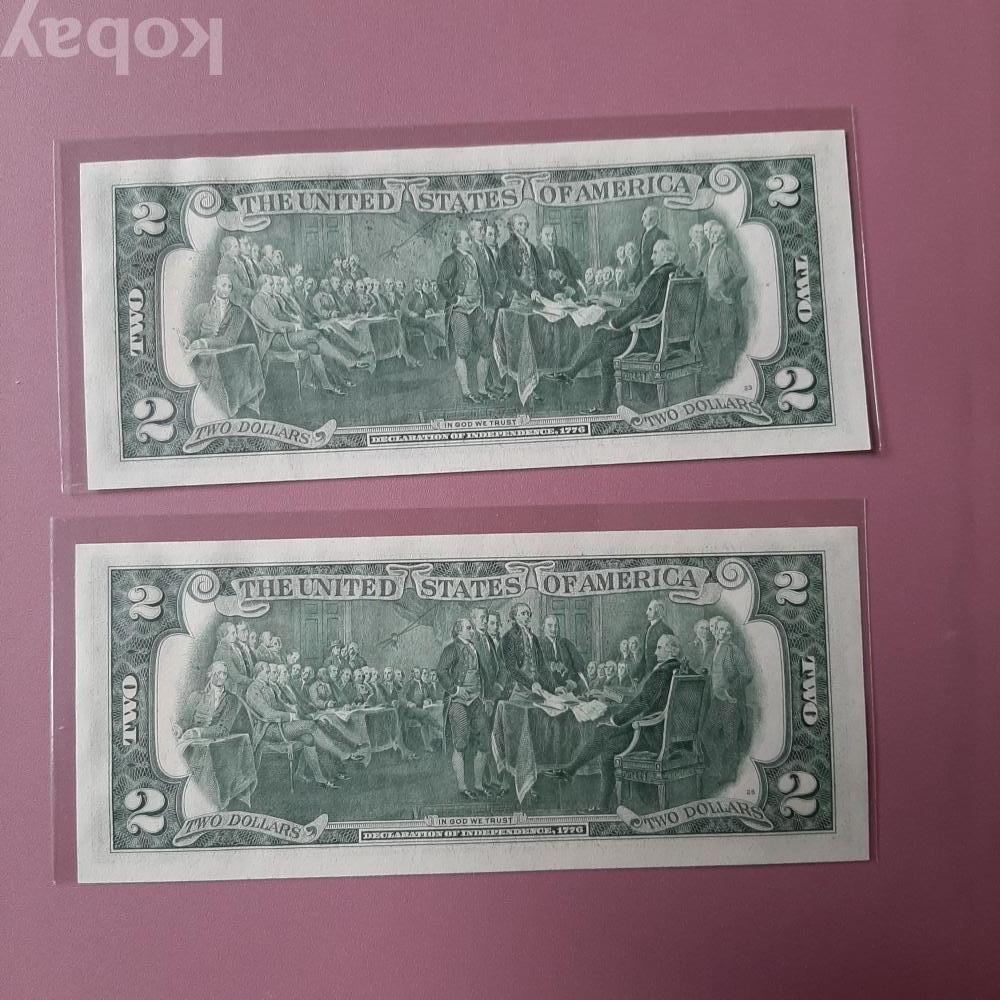 kobay
THE UNITED STATES OF AMERICA
2 2
TWO TWO
2 2
23
TWO DOLLARS IN GOD WE TRUST TWO DOLLARS
DECLARATION OF INDEPENDENCE, 1776
THE UNITED STATES OF AMERICA
2 2
TWO TWO
2 2
TWO DOLLARS IN GOD WE TRUST TWO DOLLARS
DECLARATION OF INDEPENDENCE, 1776